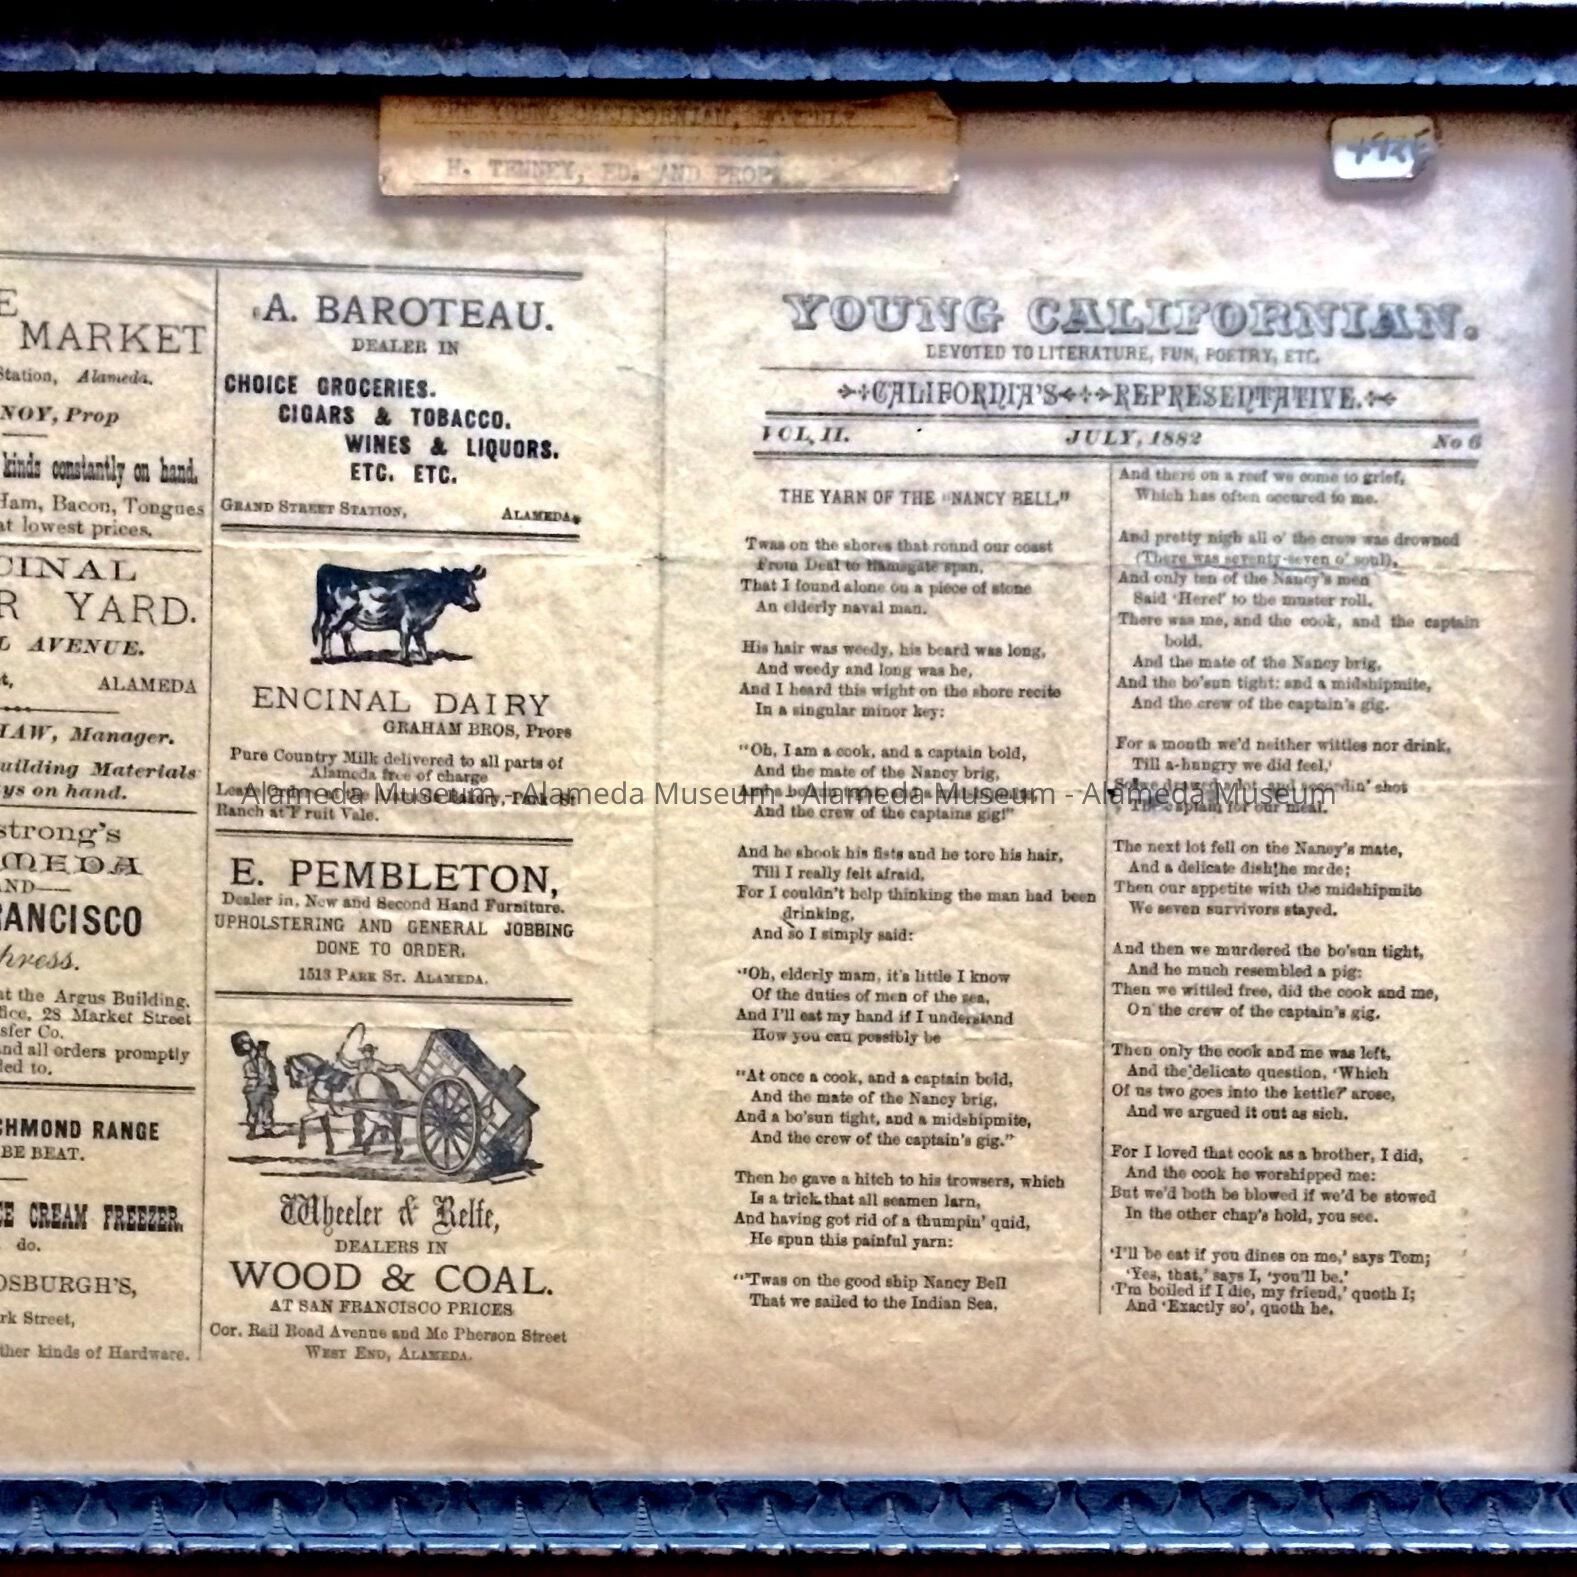 THE YOUNG CALIFORNIAN, MONTHLY
PUBLICATION. JULY 1882.
H. TENNEY, ED. AND PROP.
E
MARKET
Station, Alameda.
NOY, Prop
kinds constantly on hand.
Ham, Bacon, Tongues
at lowest prices.
CINAL
R YARD.
L AVENUE.
t, ALAMEDA
HAW, Manager.
uilding Materials
ys on hand.
strong's
MEDA
AND
RANCISCO
press.
at the Argus Building.
fice, 28 Market Street
sfer Co.
and all orders promptly
ded to.
CHMOND RANGE
BE BEAT.
CE CREAM FREEZER,
do.
OSBURGH'S,
rk Street,
ther kinds of Hardware.
A. BAROTEAU.
DEALER IN
CHOICE GROCERIES.
CIGARS & TOBACCO.
WINES & LIQUORS.
ETC. ETC.
GRAND STREET STATION, ALAMEDA.
ENCINAL DAIRY
GRAHAM BROS, Props
Pure Country Milk delivered to all parts of
Alameda free of charge
Ranch at Fruit Vale.
E. PEMBLETON,
Dealer in, New and Second Hand Furniture.
UPHOLSTERING AND GENERAL JOBBING
DONE TO ORDER.
1513 PARK ST. ALAMEDA.
Wheeler & Relfe,
DEALERS IN
WOOD & COAL.
AT SAN FRANCISCO PRICES
Cor. Rail Road Avenue and Mc Pherson Street
WEST END, ALAMEDA.
YOUNG CALIFORNIAN.
DEVOTED TO LITERATURE, FUN, POETRY, ETC.
CALIFORNIA'S REPRESENTATIVE.
VOL, II. JULY, 1882 No 6
THE YARN OF THE "NANCY BELL"
'Twas on the shores that round our coast
From Deal to Ramsgate span,
That I found alone on a piece of stone
An elderly naval man.
His hair was weedy, his beard was long,
And weedy and long was he,
And I heard this wight on the shore recite
In a singular minor key:
"Oh, I am a cook, and a captain bold,
And the mate of the Nancy brig,
And the crew of the captains gig!"
And he shook his fists and he tore his hair,
Till I really felt afraid,
For I couldn't help thinking the man had been
drinking,
And so I simply said:
"Oh, elderly mam, it's little I know
Of the duties of men of the sea,
And I'll eat my hand if I understand
How you can possibly be
"At once a cook, and a captain bold,
And the mate of the Nancy brig,
And a bo'sun tight, and a midshipmite,
And the crew of the captain's gig."
Then he gave a hitch to his trowsers, which
Is a trick that all seamen larn,
And having got rid of a thumpin' quid,
He spun this painful yarn:
"'Twas on the good ship Nancy Bell
That we sailed to the Indian Sea,
And there on a reef we come to grief,
Which has often occured to me.
And pretty nigh all o' the crew was drowned
(There was seventy-seven o' soul),
And only ten of the Nancy's men
Said 'Here!' to the muster roll.
There was me, and the cook, and the captain
bold,
And the mate of the Nancy brig,
And the bo'sun tight: and a midshipmite,
And the crew of the captain's gig.
For a month we'd neither wittles nor drink,
Till a-hungry we did feel,'
The captain for our meal.
The next lot fell on the Nancy's mate,
And a delicate dish he made;
Then our appetite with the midshipmite
We seven survivors stayed.
And then we murdered the bo'sun tight,
And he much resembled a pig:
Then we wittled free, did the cook and me,
On the crew of the captain's gig.
Then only the cook and me was left,
And the delicate question, 'Which
Of us two goes into the kettle?' arose,
And we argued it out as sich.
For I loved that cook as a brother, I did,
And the cook he worshipped me:
But we'd both be blowed if we'd be stowed
In the other chap's hold, you see.
'I'll be eat if you dines on me,' says Tom;
'Yes, that,' says I, 'you'll be.'
'I'm boiled if I die, my friend,' quoth I;
And 'Exactly so', quoth he.
Alameda Museum - Alameda Museum - Alameda Museum - Alameda Museum